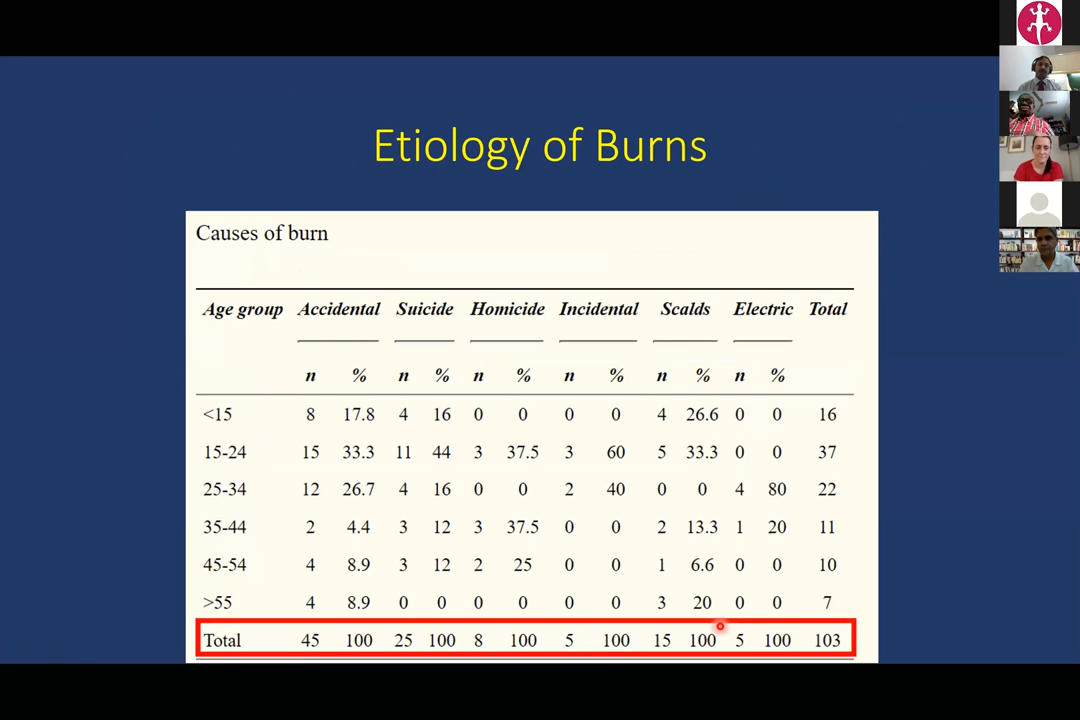 Etiology of Burns
Causes of burn
Age group Accidental Suicide Homicide Incidental Scalds Electric Total
n % n % n % n % n % n %
<15 8 17.8 4 16 0 0 0 0 4 26.6 0 0 16
15-24 15 33.3 11 44 3 37.5 3 60 5 33.3 0 0 37
25-34 12 26.7 4 16 0 0 2 40 0 0 4 80 22
35-44 2 4.4 3 12 3 37.5 0 0 2 13.3 1 20 11
45-54 4 8.9 3 12 2 25 0 0 1 6.6 0 0 10
>55 4 8.9 0 0 0 0 0 0 3 20 0 0 7
Total 45 100 25 100 8 100 5 100 15 100 5 100 103